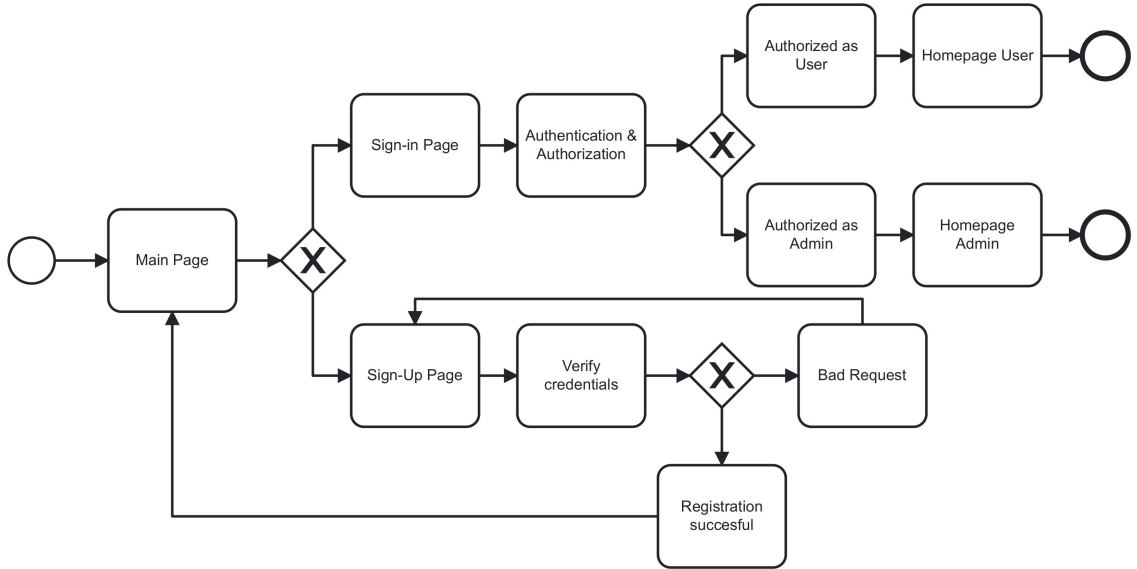 Authorized as
User
Homepage User
Sign-in Page
Authentication &
Authorization
X
Authorized as
Admin
Homepage
Admin
Main Page
X
Sign-Up Page
Verify
credentials
X
Bad Request
Registration
succesful